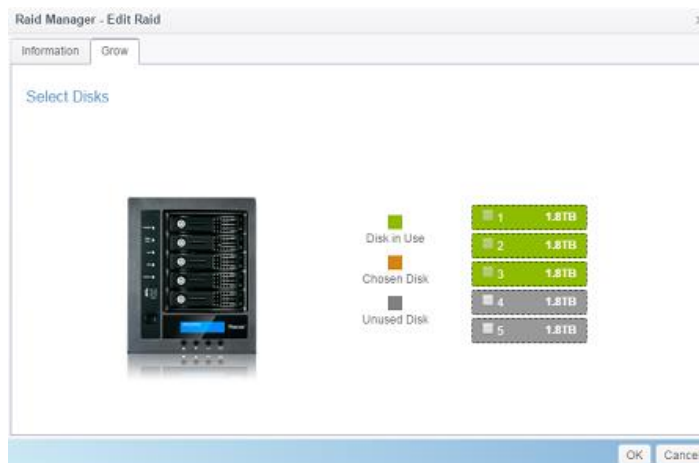 Raid Manager - Edit Raid
Information Grow
Select Disks
Disk in Use
Chosen Disk
Unused Disk
1 1.8TB
2 1.8TB
3 1.8TB
4 1.8TB
5 1.8TB
OK Cancel